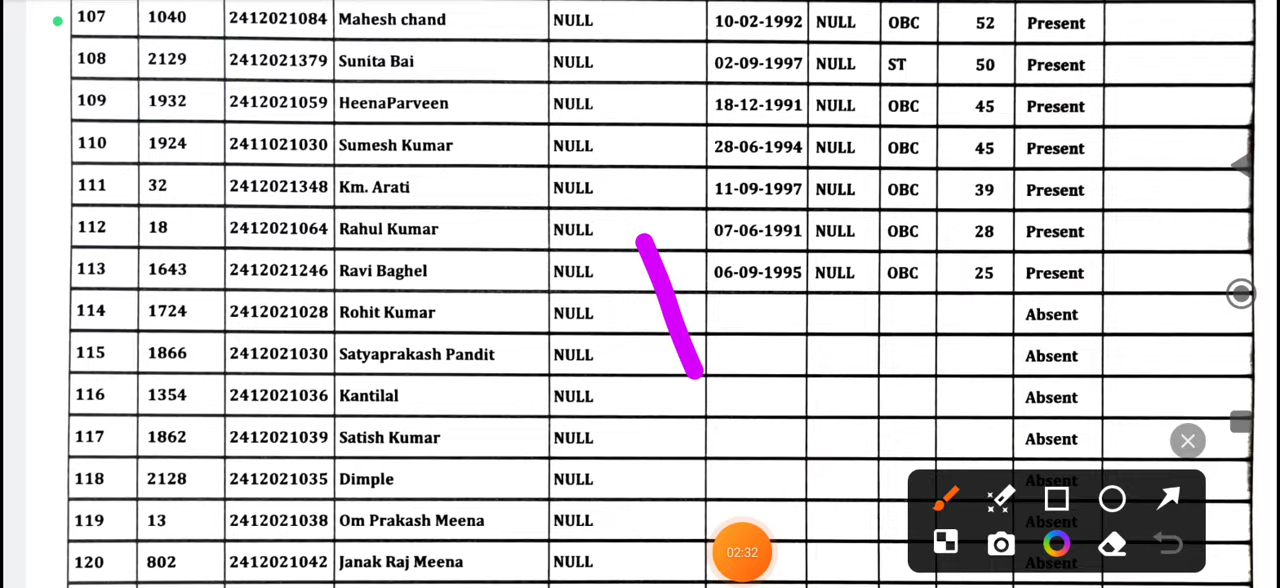 107 1040 2412021084 Mahesh chand NULL 10-02-1992 NULL OBC 52 Present
108 2129 2412021379 Sunita Bai NULL 02-09-1997 NULL ST 50 Present
109 1932 2412021059 HeenaParveen NULL 18-12-1991 NULL OBC 45 Present
110 1924 2411021030 Sumesh Kumar NULL 28-06-1994 NULL OBC 45 Present
111 32 2412021348 Km. Arati NULL 11-09-1997 NULL OBC 39 Present
112 18 2412021064 Rahul Kumar NULL 07-06-1991 NULL OBC 28 Present
113 1643 2412021246 Ravi Baghel NULL 06-09-1995 NULL OBC 25 Present
114 1724 2412021028 Rohit Kumar NULL Absent
115 1866 2412021030 Satyaprakash Pandit NULL Absent
116 1354 2412021036 Kantilal NULL Absent
117 1862 2412021039 Satish Kumar NULL Absent
118 2128 2412021035 Dimple NULL Absent
119 13 2412021038 Om Prakash Meena NULL Absent
02:32
120 802 2412021042 Janak Raj Meena NULL Absent